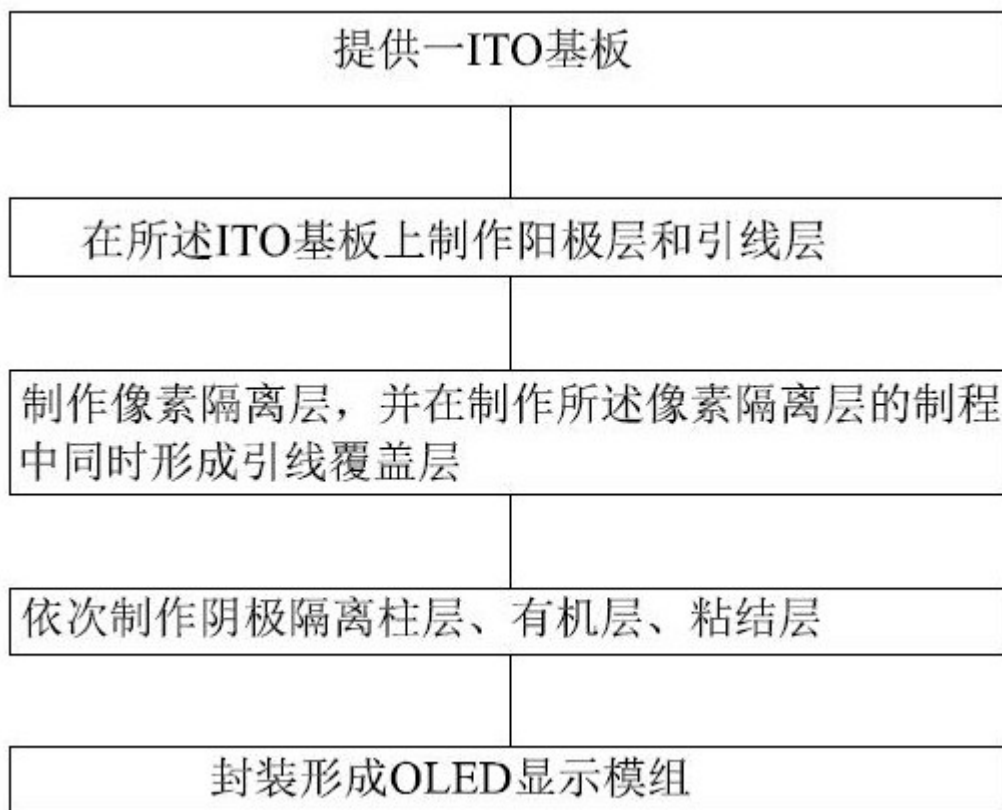 提供一ITO基板
在所述ITO基板上制作阳极层和引线层
制作像素隔离层，并在制作所述像素隔离层的制程
中同时形成引线覆盖层
依次制作阴极隔离柱层、有机层、粘结层
封装形成OLED显示模组